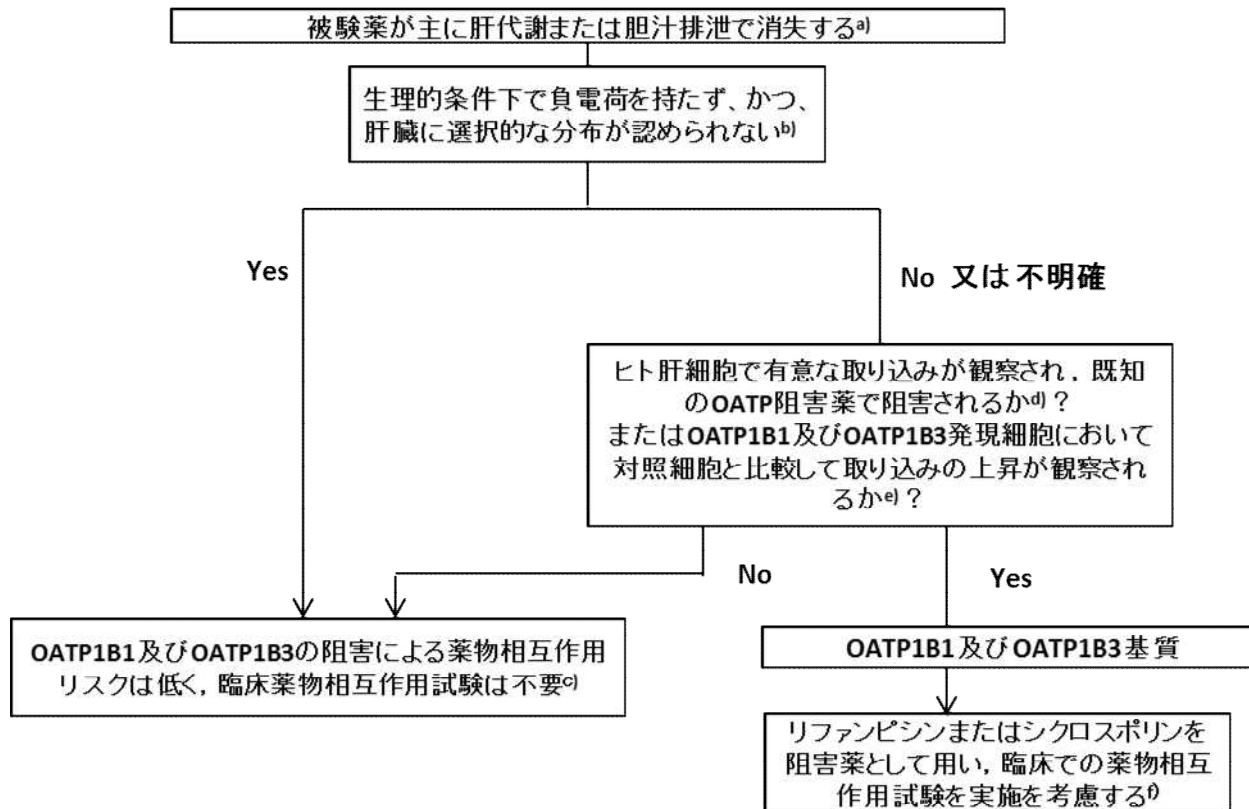 被験薬が主に肝代謝または胆汁排泄で消失するa)
生理的条件下で負電荷を持たず、かつ、
肝臓に選択的な分布が認められないb)
Yes
No 又は 不明確
ヒト肝細胞で有意な取り込みが観察され，既知
のOATP阻害薬で阻害されるかd)？
またはOATP1B1及びOATP1B3発現細胞において
対照細胞と比較して取り込みの上昇が観察され
るかe)？
No
Yes
OATP1B1及びOATP1B3の阻害による薬物相互作用
リスクは低く，臨床薬物相互作用試験は不要c)
OATP1B1及びOATP1B3基質
リファンピシンまたはシクロスポリンを
阻害薬として用い，臨床での薬物相互
作用試験を実施を考慮するf)